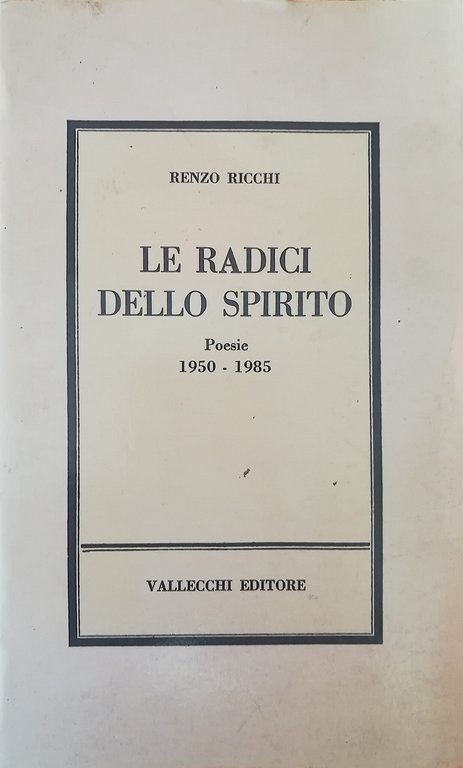 RENZO RICCHI
LE RADICI
DELLO SPIRITO
Poesie
1950 - 1985
VALLECCHI EDITORE